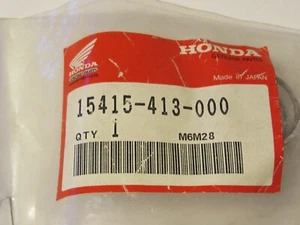 HONDA
HONDA
Made in JAPAN
15415-413-000
QTY 1 M6M28